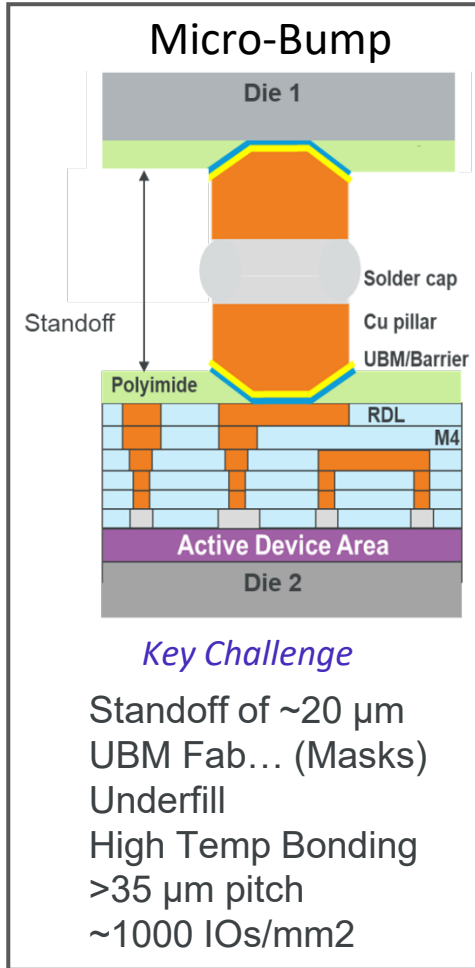 Micro-Bump
Die 1
Solder cap
Standoff
Cu pillar
UBM/Barrier
Polyimide
RDL
M4
Active Device Area
Die 2
Key Challenge
Standoff of ~20 µm
UBM Fab... (Masks)
Underfill
High Temp Bonding
>35 µm pitch
~1000 IOs/mm2